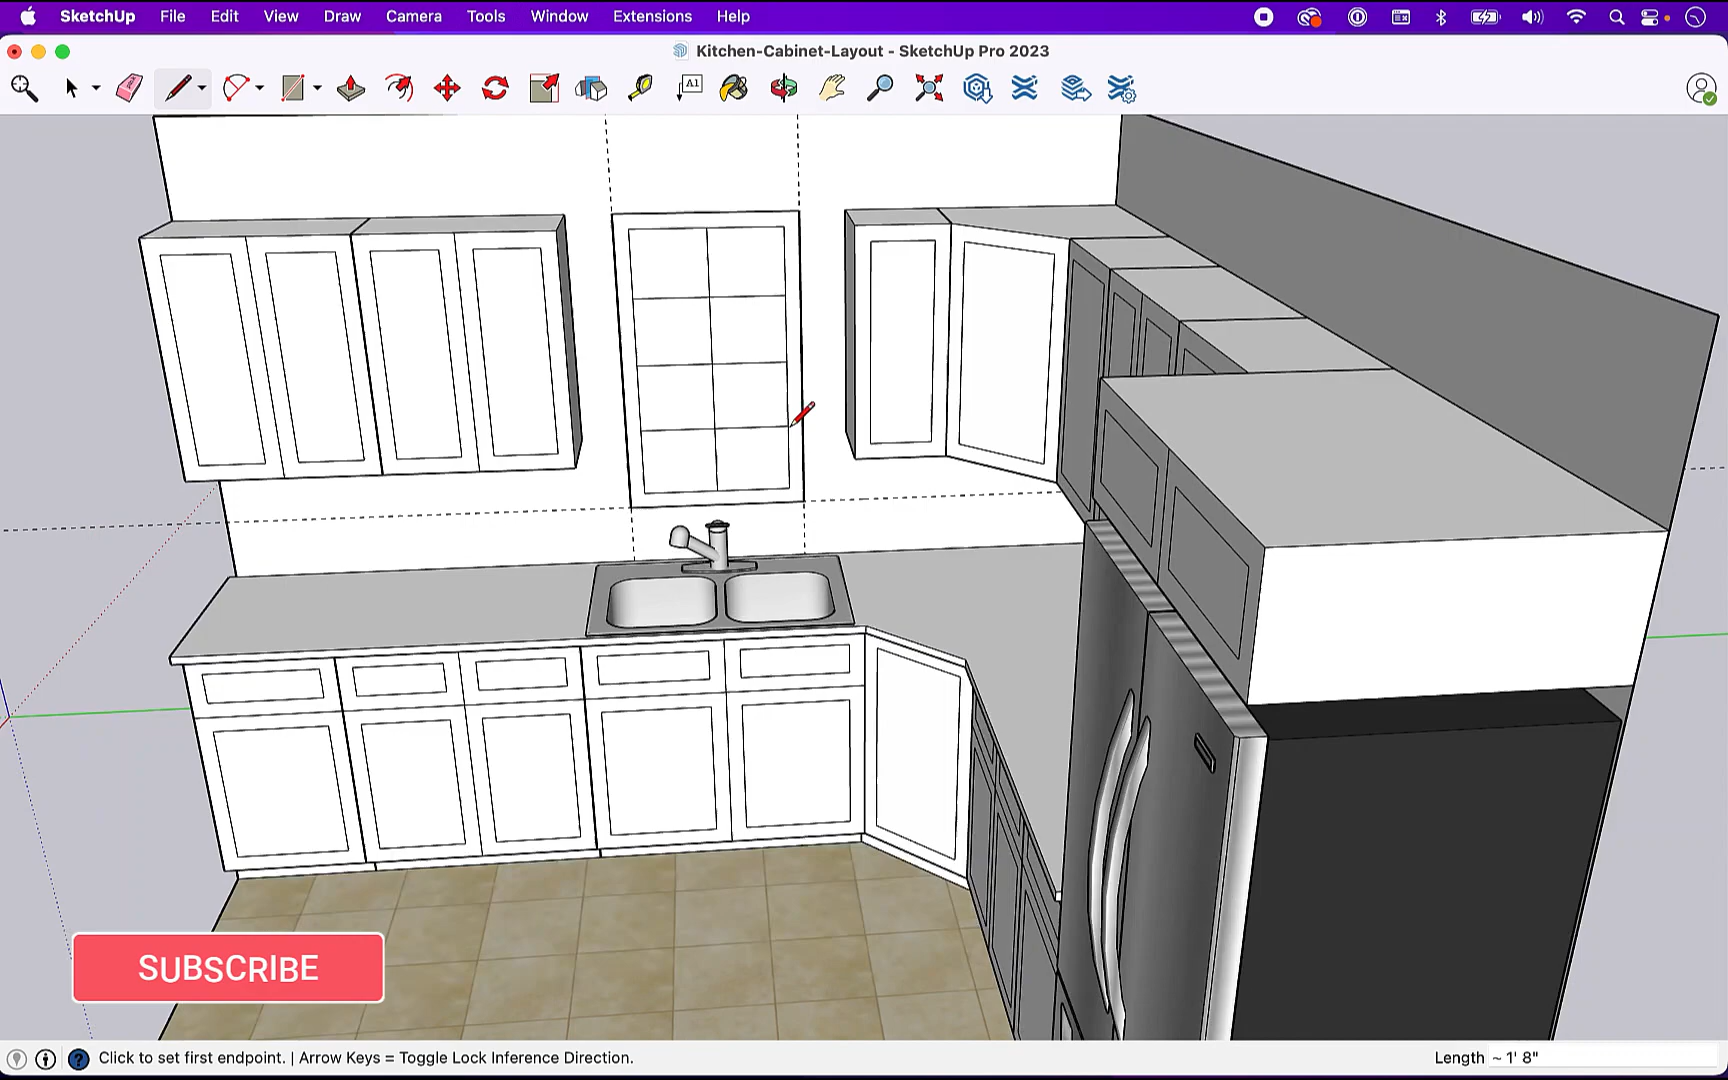 SketchUp File Edit View Draw Camera Tools Window Extensions Help
Kitchen-Cabinet-Layout - SketchUp Pro 2023
A1
SUBSCRIBE
Click to set first endpoint. | Arrow Keys = Toggle Lock Inference Direction.
Length ~ 1' 8"